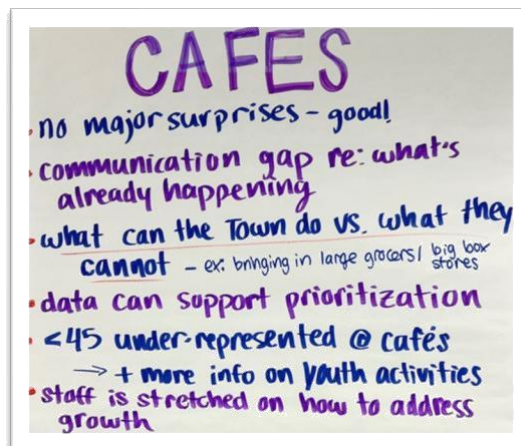 CAFES
• no major surprises - good!
• communication gap re: what's
already happening
• what can the Town do vs. what they
cannot - ex: bringing in large grocers/ big box
stores
• data can support prioritization
• <45 under-represented @ cafés
→ + more info on youth activities
• staff is stretched on how to address
growth